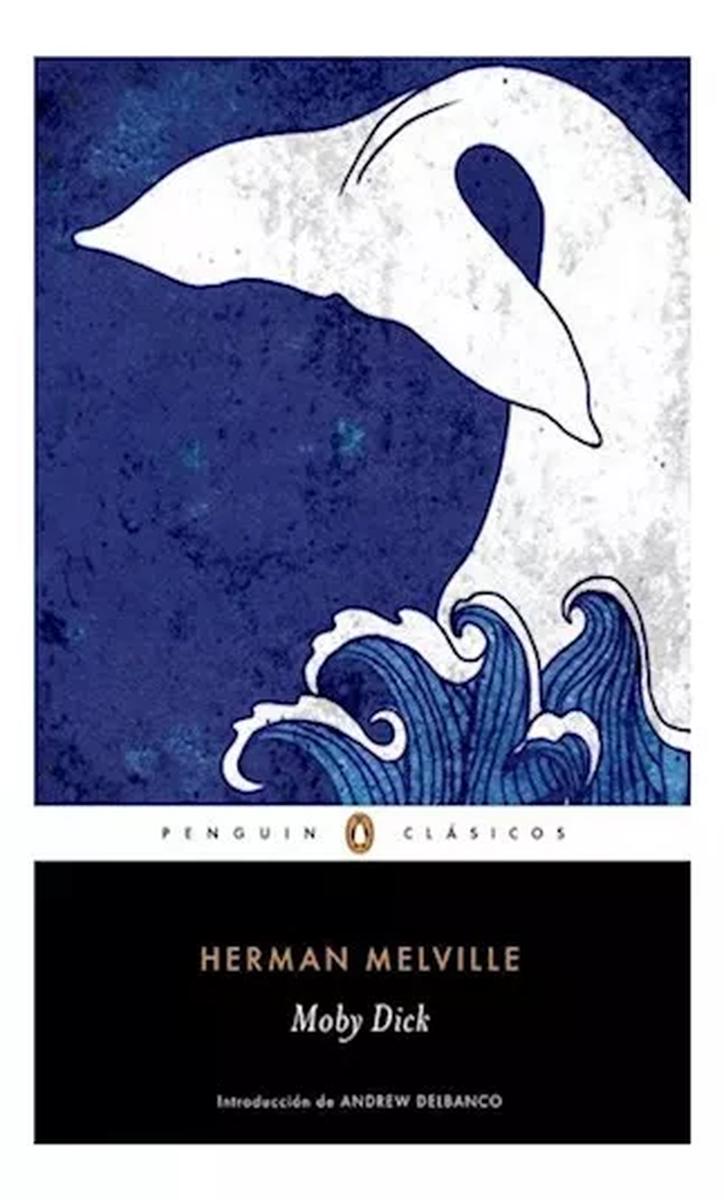 PENGUIN CLÁSICOS
HERMAN MELVILLE
Moby Dick
Introducción de ANDREW DELBANCO